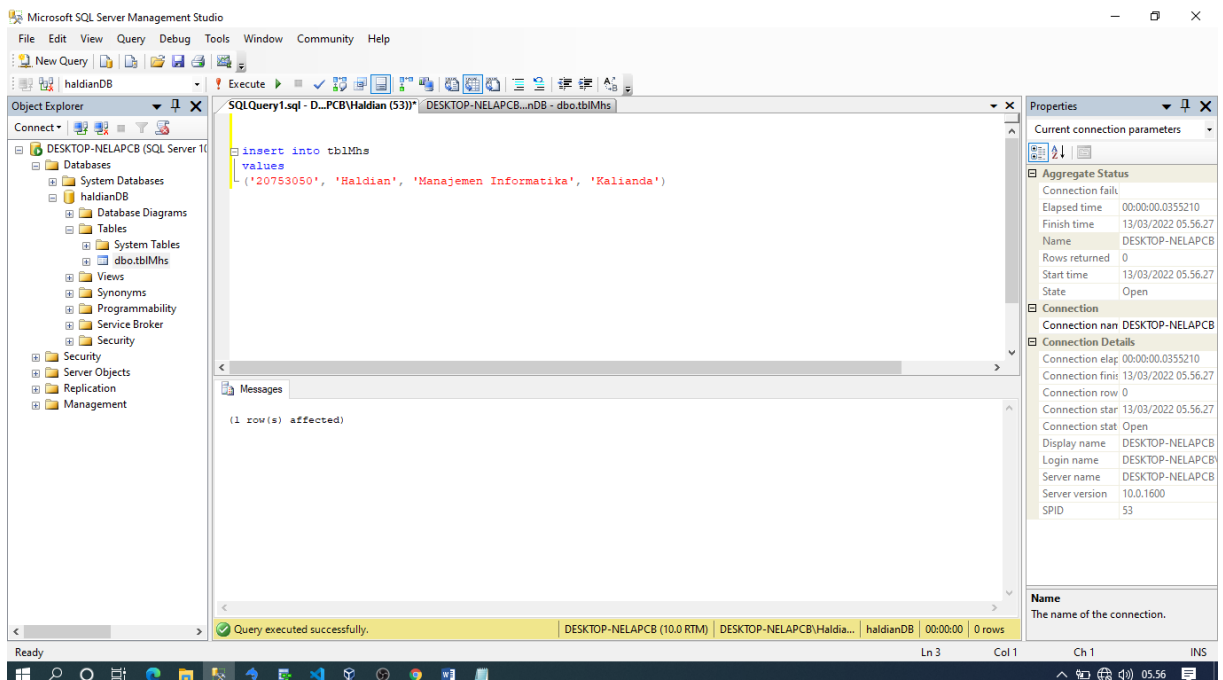 Microsoft SQL Server Management Studio
File Edit View Query Debug Tools Window Community Help
New Query
haldianDB Execute
Object Explorer
Connect
DESKTOP-NELAPCB (SQL Server 10
Databases
System Databases
haldianDB
Database Diagrams
Tables
System Tables
dbo.tblMhs
Views
Synonyms
Programmability
Service Broker
Security
Security
Server Objects
Replication
Management
SQLQuery1.sql - D...PCB\Haldian (53))* DESKTOP-NELAPCB...nDB - dbo.tblMhs
insert into tblMhs
values
('20753050', 'Haldian', 'Manajemen Informatika', 'Kalianda')
Messages
(1 row(s) affected)
Query executed successfully. DESKTOP-NELAPCB (10.0 RTM) DESKTOP-NELAPCB\Haldia... haldianDB 00:00:00 0 rows
Properties
Current connection parameters
Aggregate Status
Connection failu
Elapsed time 00:00:00.0355210
Finish time 13/03/2022 05.56.27
Name DESKTOP-NELAPCB
Rows returned 0
Start time 13/03/2022 05.56.27
State Open
Connection
Connection nam DESKTOP-NELAPCB
Connection Details
Connection elap 00:00:00.0355210
Connection finis 13/03/2022 05.56.27
Connection row 0
Connection star 13/03/2022 05.56.27
Connection stat Open
Display name DESKTOP-NELAPCB
Login name DESKTOP-NELAPCB\
Server name DESKTOP-NELAPCB
Server version 10.0.1600
SPID 53
Name
The name of the connection.
Ready Ln 3 Col 1 Ch 1 INS
05.56